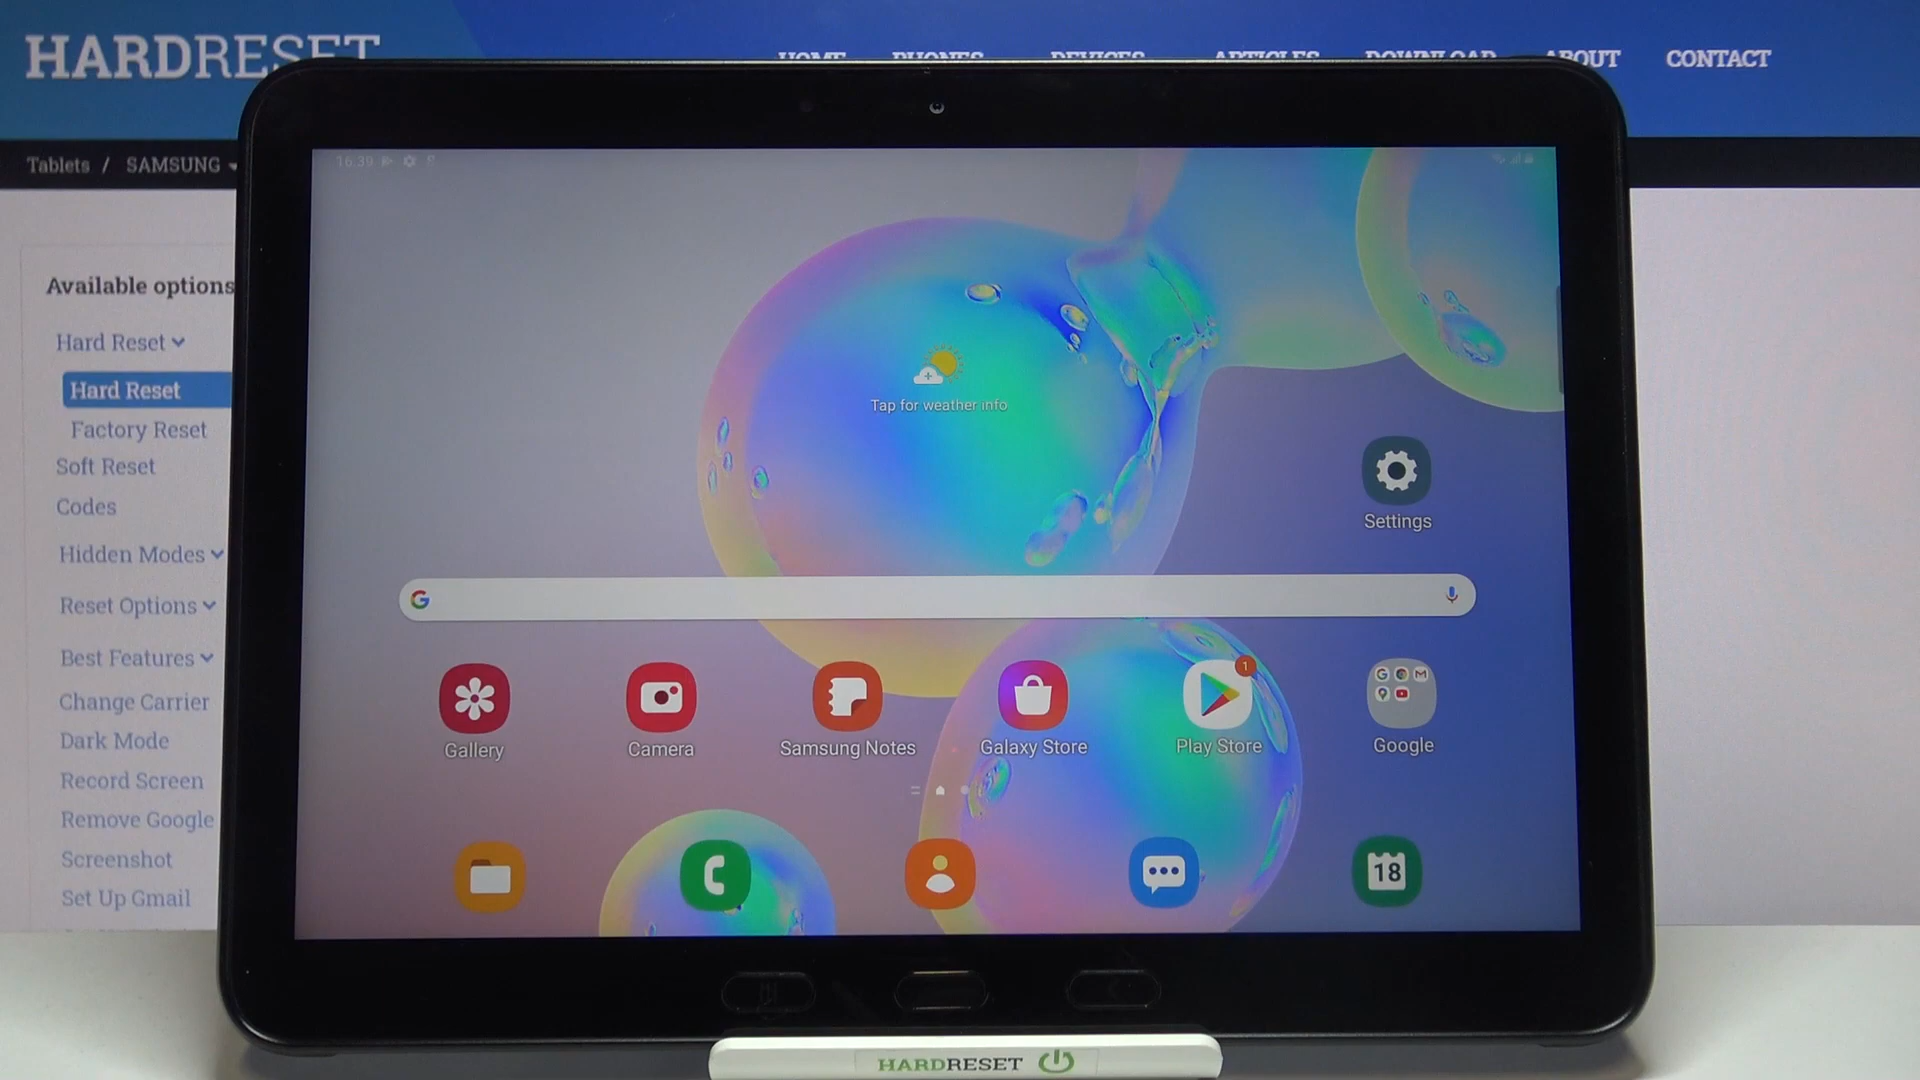 HARDRESET
HOME PHONES DEVICES ARTICLES DOWNLOAD ABOUT CONTACT
Tablets / SAMSUNG
16:39
Available options
Hard Reset
Hard Reset
Factory Reset
Soft Reset
Codes
Hidden Modes
Reset Options
Best Features
Change Carrier
Dark Mode
Record Screen
Remove Google
Screenshot
Set Up Gmail
Tap for weather info
Settings
G
1
Gallery
Camera
Samsung Notes
Galaxy Store
Play Store
Google
18
HARDRESET